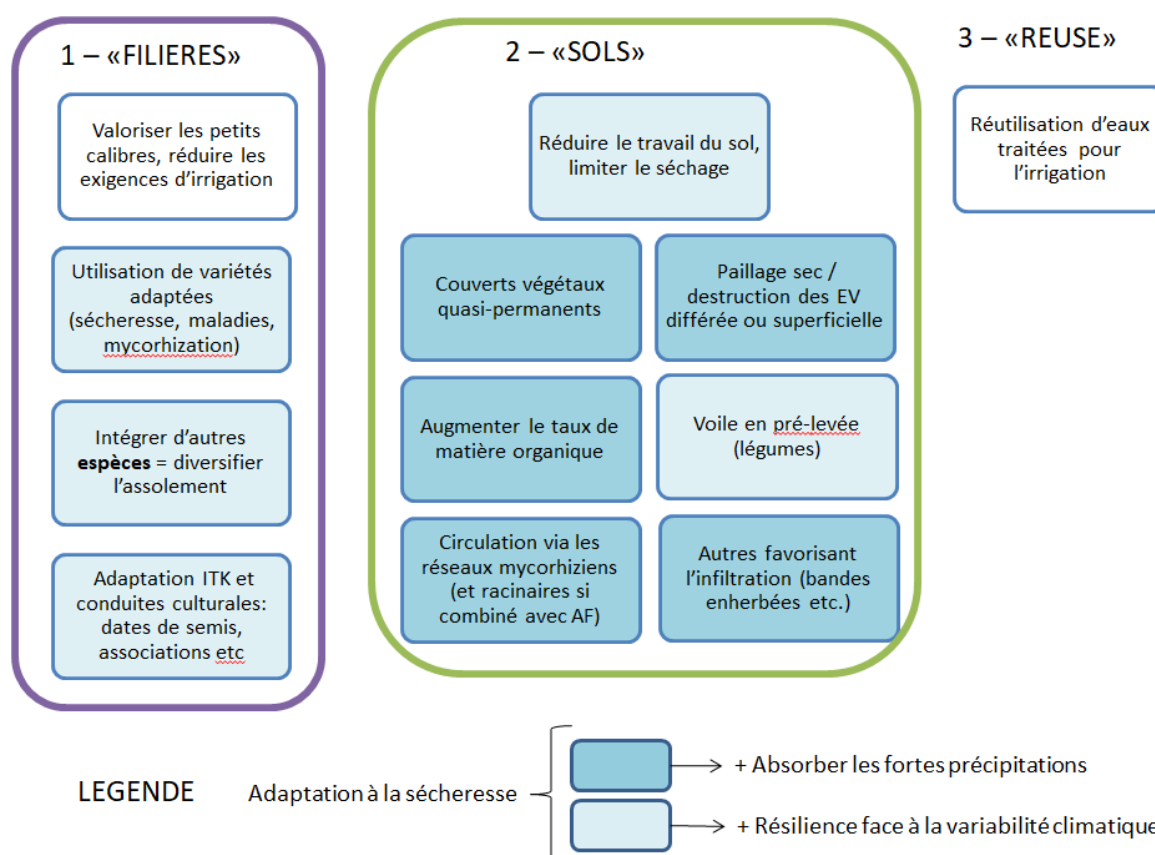 1 – «FILIERES»
Valoriser les petits
calibres, réduire les
exigences d’irrigation
Utilisation de variétés
adaptées
(sécheresse, maladies,
mycorhization)
Intégrer d’autres
espèces = diversifier
l’assolement
Adaptation ITK et
conduites culturales:
dates de semis,
associations etc
2 – «SOLS»
Réduire le travail du sol,
limiter le séchage
Couverts végétaux
quasi-permanents
Paillage sec /
destruction des EV
différée ou superficielle
Augmenter le taux de
matière organique
Voile en pré-levée
(légumes)
Circulation via les
réseaux mycorhiziens
(et racinaires si
combiné avec AF)
Autres favorisant
l’infiltration (bandes
enherbées etc.)
3 – «REUSE»
Réutilisation d’eaux
traitées pour
l’irrigation
LEGENDE
Adaptation à la sécheresse
+ Absorber les fortes précipitations
+ Résilience face à la variabilité climatique